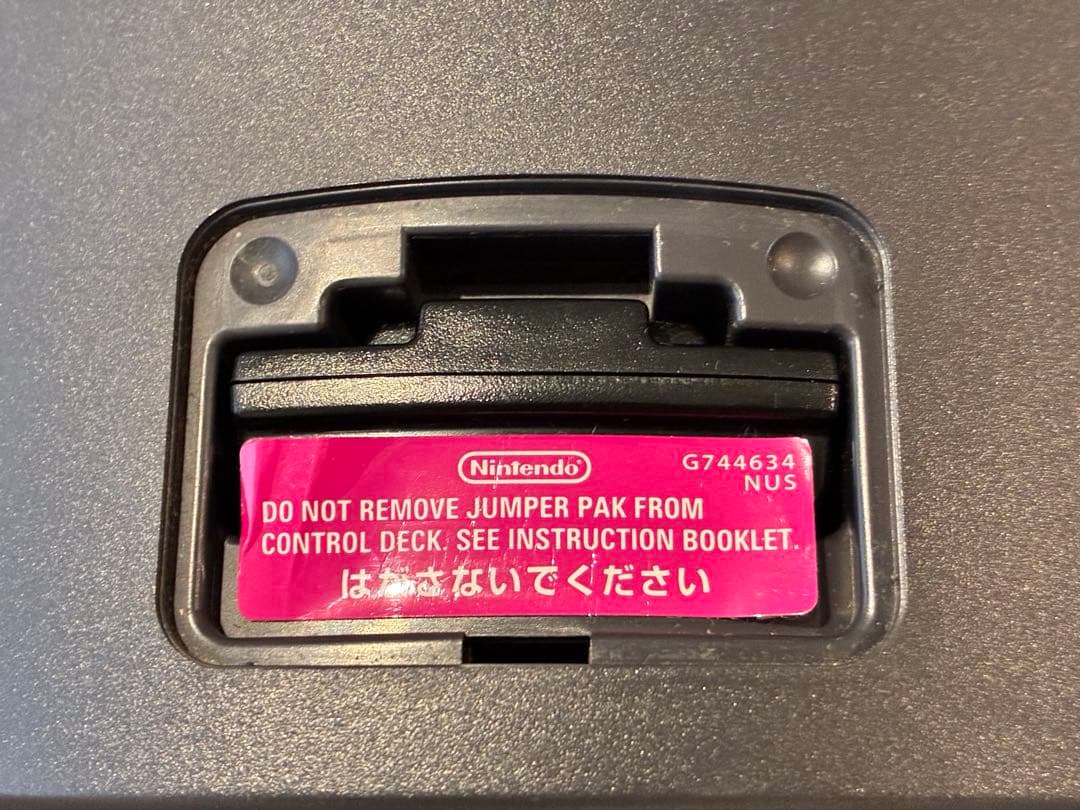 Nintendo
G744634
NUS
DO NOT REMOVE JUMPER PAK FROM
CONTROL DECK. SEE INSTRUCTION BOOKLET.
はがさないでください